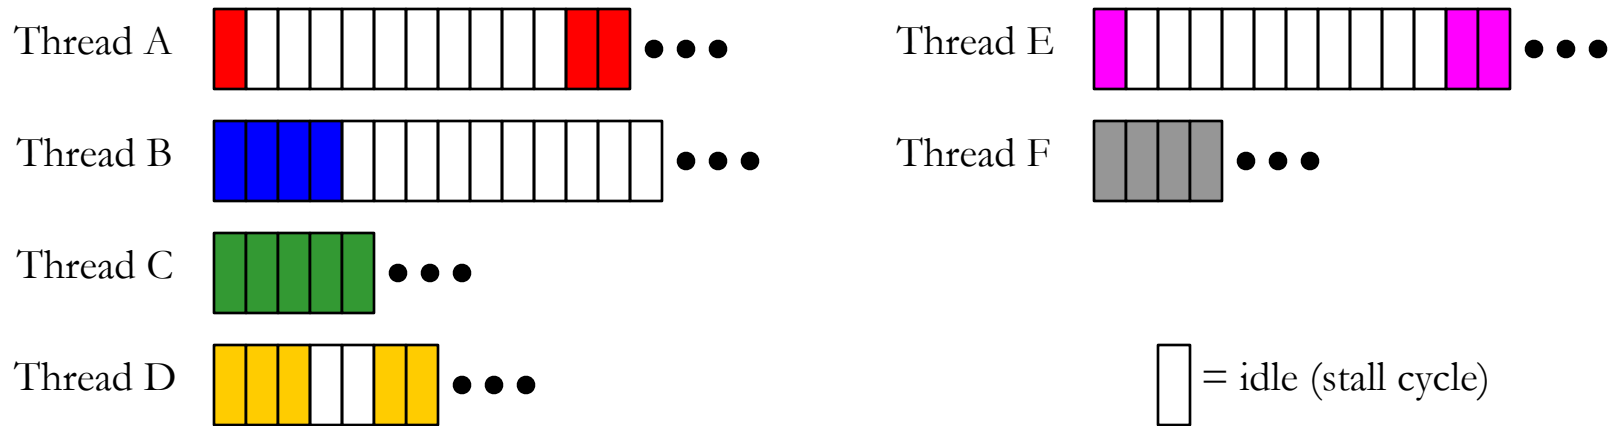 Thread A
Thread E
Thread B
Thread F
Thread C
Thread D
= idle (stall cycle)